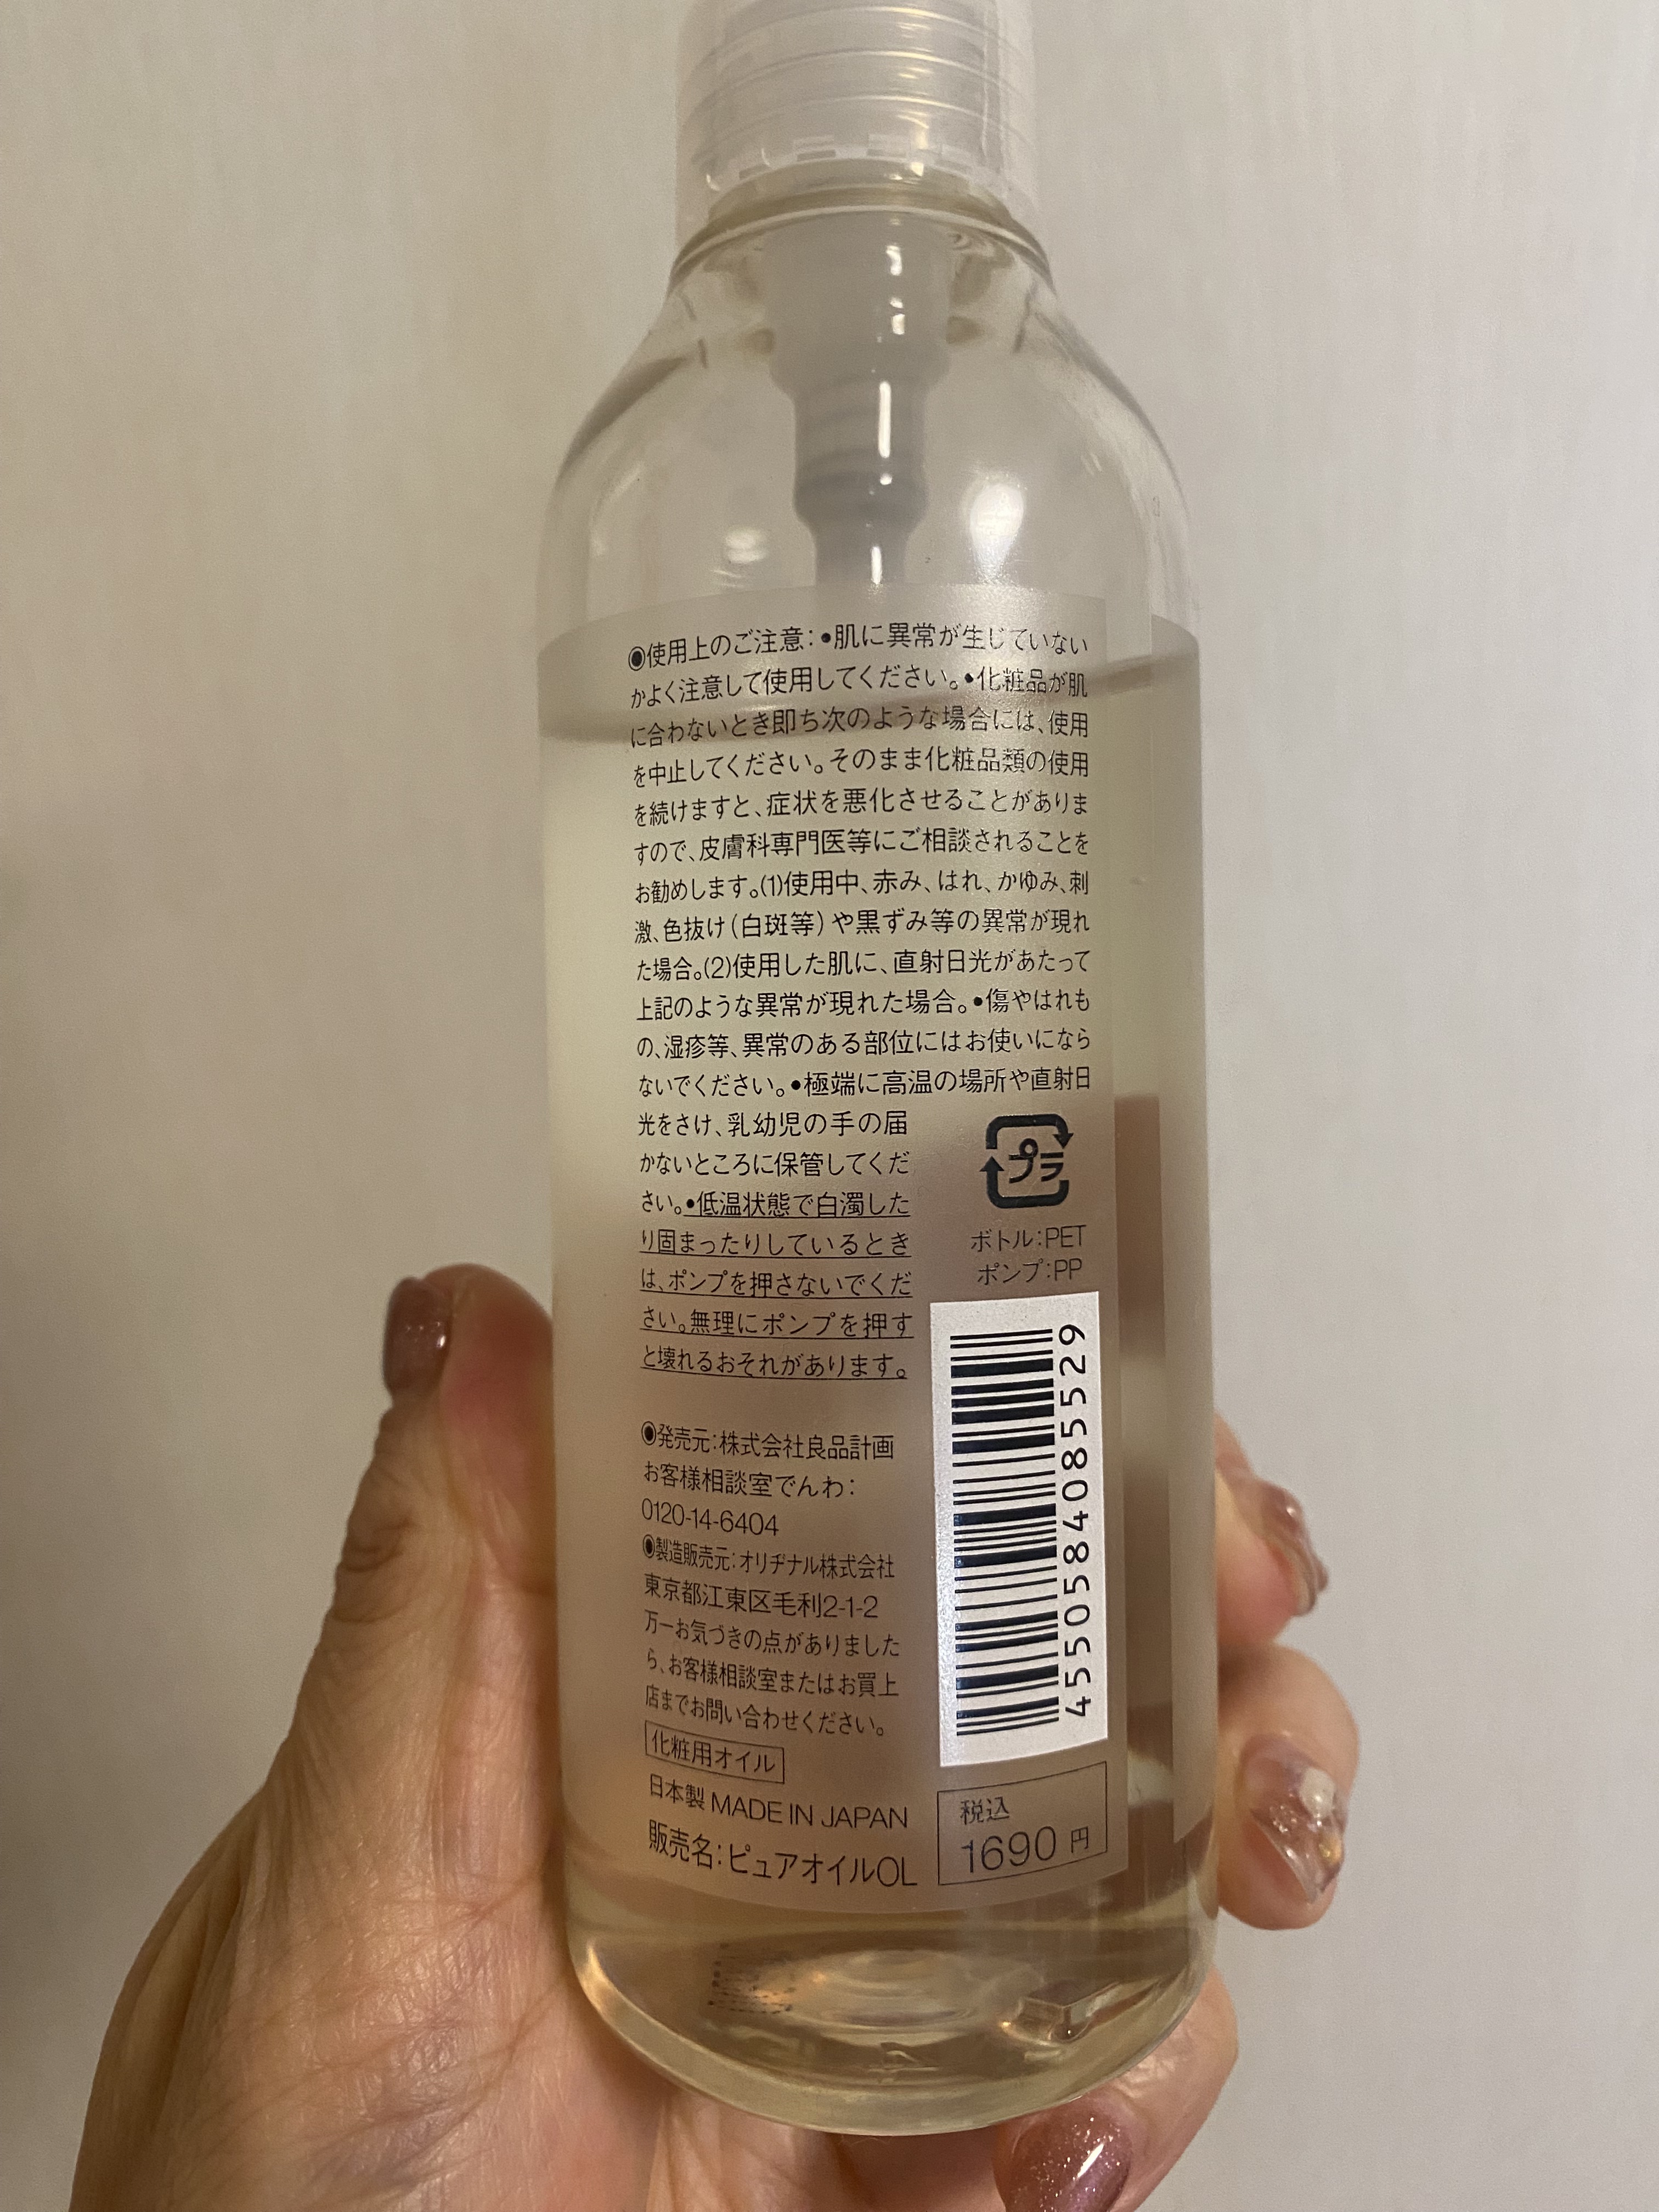 ◉使用上のご注意：●肌に異常が生じていない
かよく注意して使用してください。●化粧品が肌
に合わないとき即ち次のような場合には、使用
を中止してください。そのまま化粧品類の使用
を続けますと、症状を悪化させることがありま
すので、皮膚科専門医等にご相談されることを
お勧めします。(1)使用中、赤み、はれ、かゆみ、刺
激、色抜け（白斑等）や黒ずみ等の異常が現れ
た場合。(2)使用した肌に、直射日光があたって
上記のような異常が現れた場合。●傷やはれも
の、湿疹等、異常のある部位にはお使いになら
ないでください。●極端に高温の場所や直射日
光をさけ、乳幼児の手の届
かないところに保管してくだ
さい。●低温状態で白濁した
り固まったりしているとき
は、ポンプを押さないでくだ
さい。無理にポンプを押す
と壊れるおそれがあります。
プラ
ボトル：PET
ポンプ：PP
◉発売元：株式会社良品計画
お客様相談室でんわ：
0120-14-6404
◉製造販売元：オリヂナル株式会社
東京都江東区毛利2-1-2
万一お気づきの点がありました
ら、お客様相談室またはお買上
店までお問い合わせください。
化粧用オイル
日本製 MADE IN JAPAN
販売名：ピュアオイルOL
4550584085529
税込
1690 円